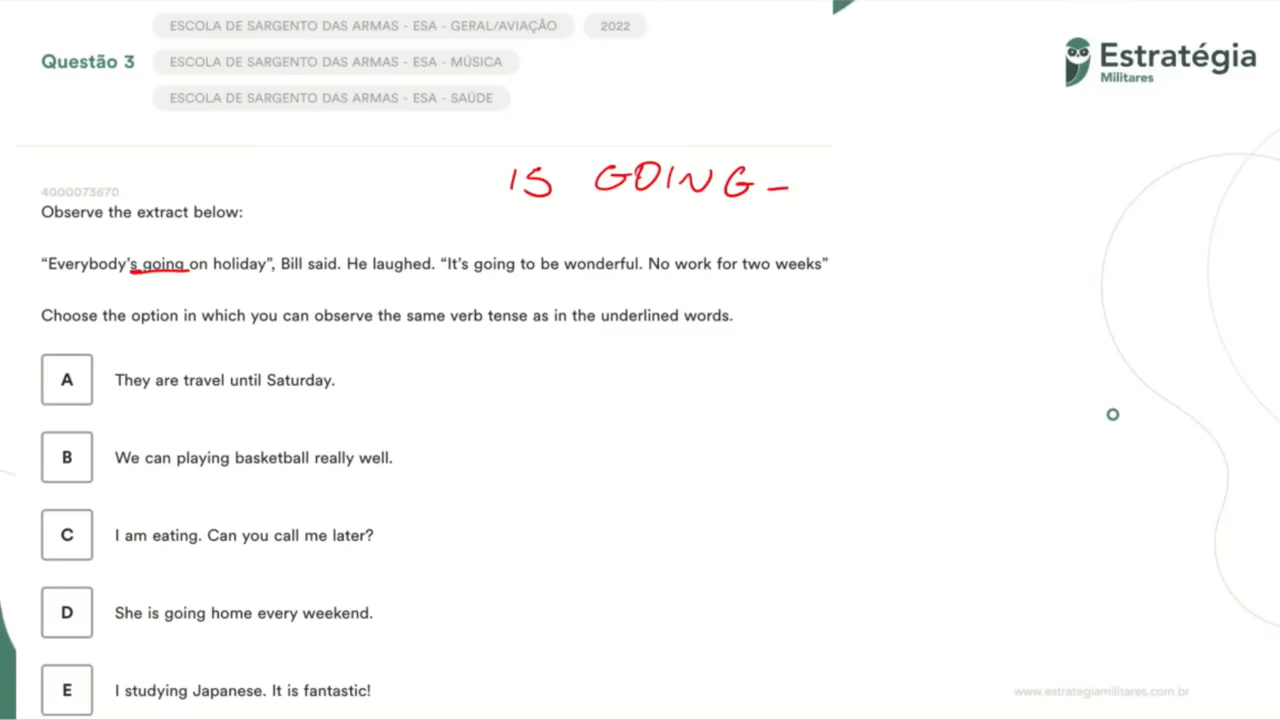 ESCOLA DE SARGENTO DAS ARMAS - ESA - GERAL/AVIAÇÃO 2022
Questão 3 ESCOLA DE SARGENTO DAS ARMAS - ESA - MÚSICA
ESCOLA DE SARGENTO DAS ARMAS - ESA - SAÚDE
Estratégia
Militares
IS GOING -
4000073670
Observe the extract below:
“Everybody’s going on holiday”, Bill said. He laughed. “It’s going to be wonderful. No work for two weeks”
Choose the option in which you can observe the same verb tense as in the underlined words.
A They are travel until Saturday.
B We can playing basketball really well.
C I am eating. Can you call me later?
D She is going home every weekend.
E I studying Japanese. It is fantastic!
www.estrategiamilitares.com.br